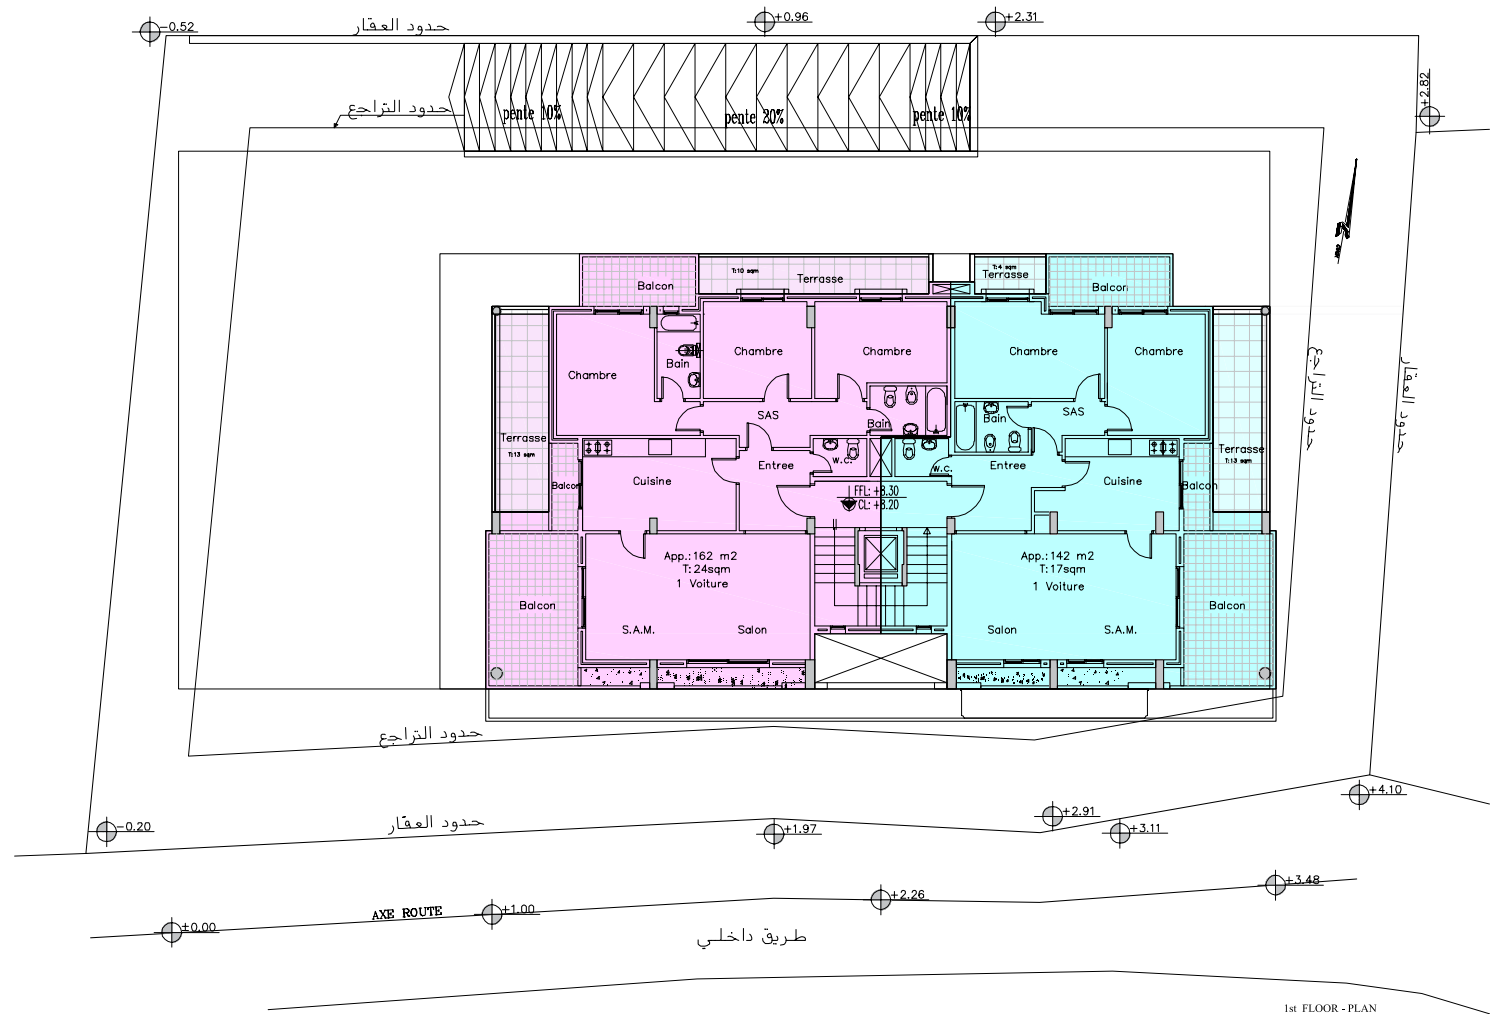 -0.52
حدود العقار
+0.96
+2.31
+2.82
حدود التراجع
pente 10%
pente 20%
pente 10%
T:10 sqm
Terrasse
T:4 sqm
Terrasse
Balcon
Balcon
Chambre
Bain
Chambre
Chambre
Chambre
Chambre
حدود التراجع
حدود العقار
SAS
Bain
Bain
SAS
Terrasse
T:13 sqm
Terrasse
T:13 sqm
Entree
W.C.
W.C.
Entree
Cuisine
Balcon
Cuisine
Balcon
FFL: +8.30
CL: +8.20
App.:162 m2
T:24sqm
1 Voiture
App.:142 m2
T:17sqm
1 Voiture
Balcon
Balcon
S.A.M.
Salon
Salon
S.A.M.
حدود التراجع
حدود العقار
-0.20
+1.97
+2.91
+3.11
+4.10
AXE ROUTE
±0.00
+1.00
+2.26
+3.48
طريق داخلي
1st FLOOR - PLAN